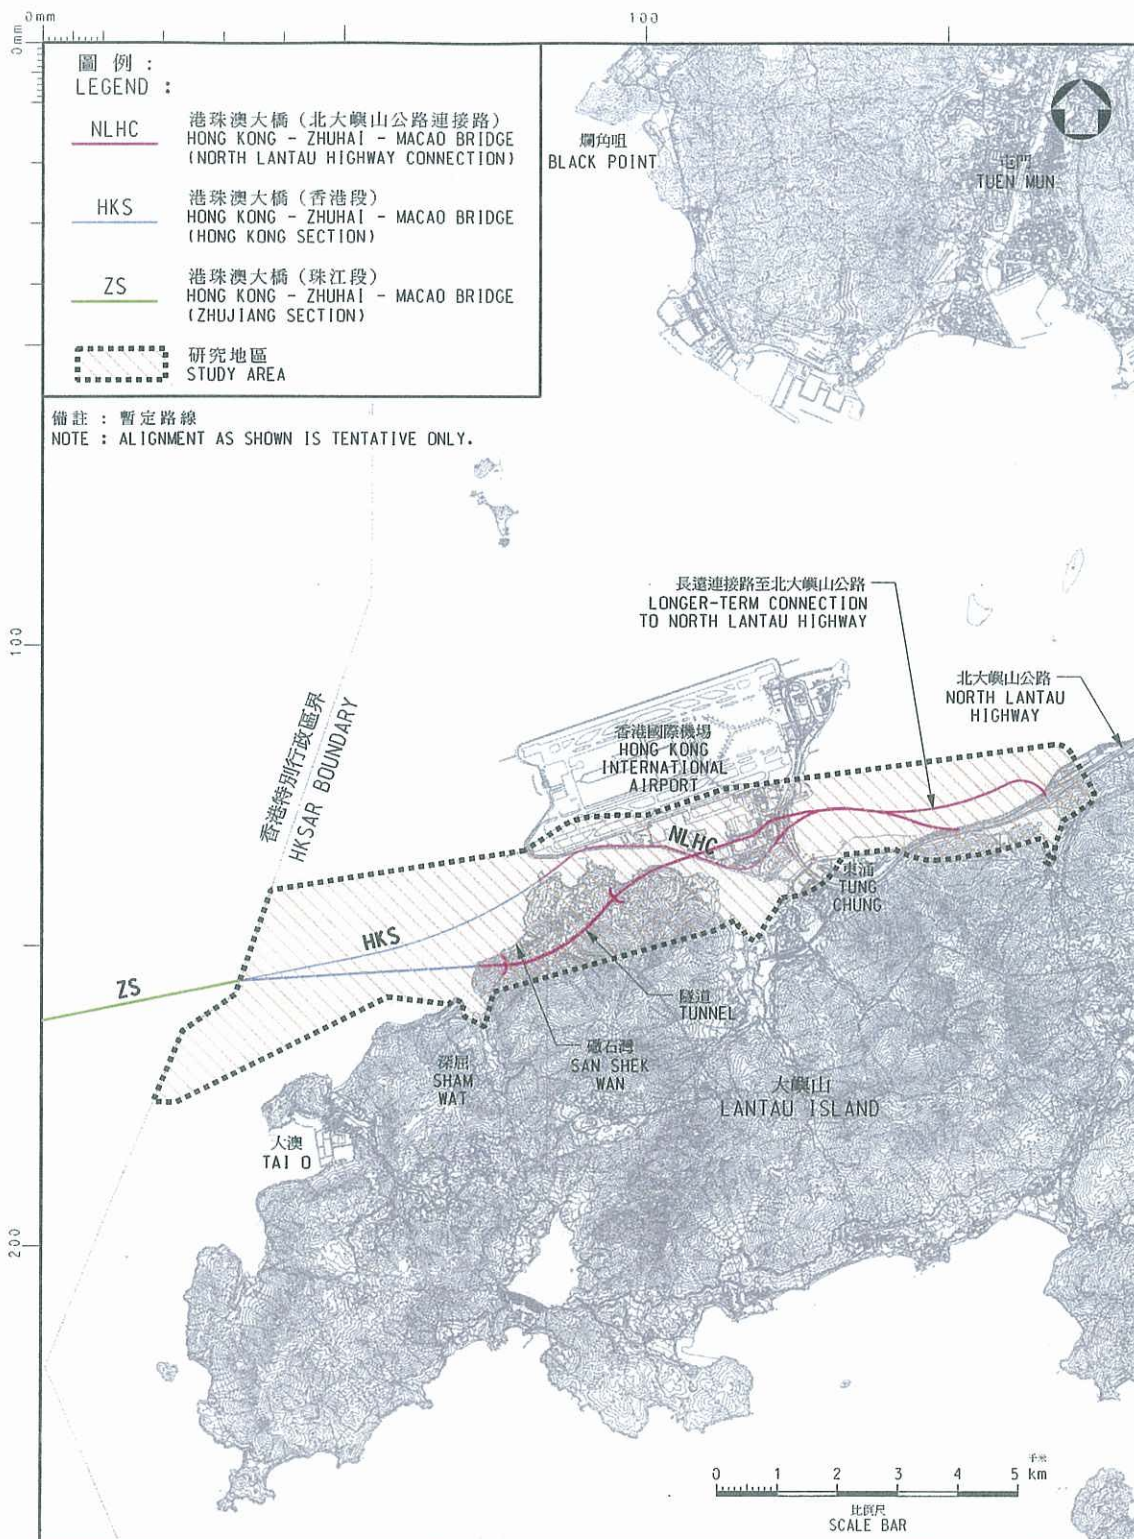 0mm
100
0mm
100
200
圖 例 :
LEGEND :
NLHC
港珠澳大橋 (北大嶼山公路連接路)
HONG KONG - ZHUHAI - MACAO BRIDGE
(NORTH LANTAU HIGHWAY CONNECTION)
HKS
港珠澳大橋 (香港段)
HONG KONG - ZHUHAI - MACAO BRIDGE
(HONG KONG SECTION)
ZS
港珠澳大橋 (珠江段)
HONG KONG - ZHUHAI - MACAO BRIDGE
(ZHUJIANG SECTION)
研究地區
STUDY AREA
備註 : 暫定路線
NOTE : ALIGNMENT AS SHOWN IS TENTATIVE ONLY.
爛角咀
BLACK POINT
屯門
TUEN MUN
長遠連接路至北大嶼山公路
LONGER-TERM CONNECTION
TO NORTH LANTAU HIGHWAY
北大嶼山公路
NORTH LANTAU
HIGHWAY
香港特別行政區界
HKSAR BOUNDARY
香港國際機場
HONG KONG
INTERNATIONAL
AIRPORT
NLHC
東涌
TUNG
CHUNG
HKS
ZS
隧道
TUNNEL
䃟石灣
SAN SHEK
WAN
深屈
SHAM
WAT
大嶼山
LANTAU ISLAND
大澳
TAI O
千米
0 1 2 3 4 5 km
比例尺
SCALE BAR